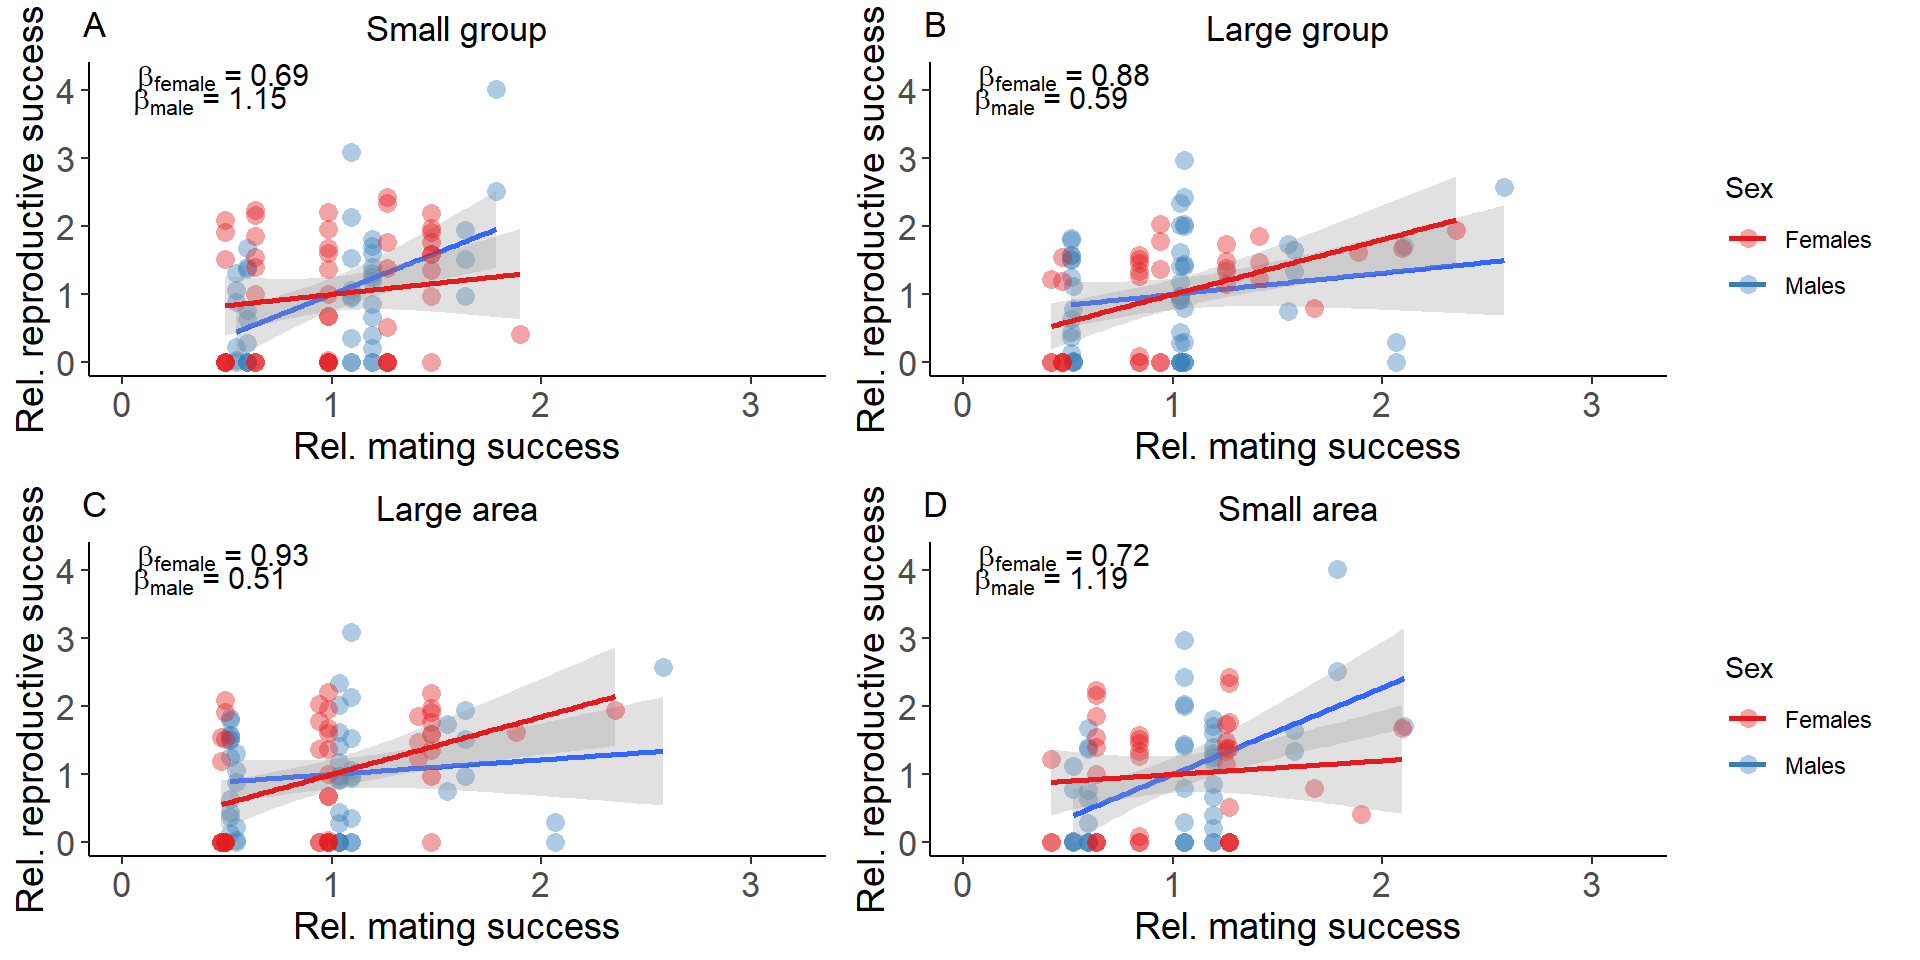 A
Small group
βfemale = 0.69
βmale = 1.15
Rel. reproductive success
4
3
2
1
0
0 1 2 3
Rel. mating success
B
Large group
βfemale = 0.88
βmale = 0.59
Rel. reproductive success
4
3
2
1
0
0 1 2 3
Rel. mating success
Sex
Females
Males
C
Large area
βfemale = 0.93
βmale = 0.51
Rel. reproductive success
4
3
2
1
0
0 1 2 3
Rel. mating success
D
Small area
βfemale = 0.72
βmale = 1.19
Rel. reproductive success
4
3
2
1
0
0 1 2 3
Rel. mating success
Sex
Females
Males